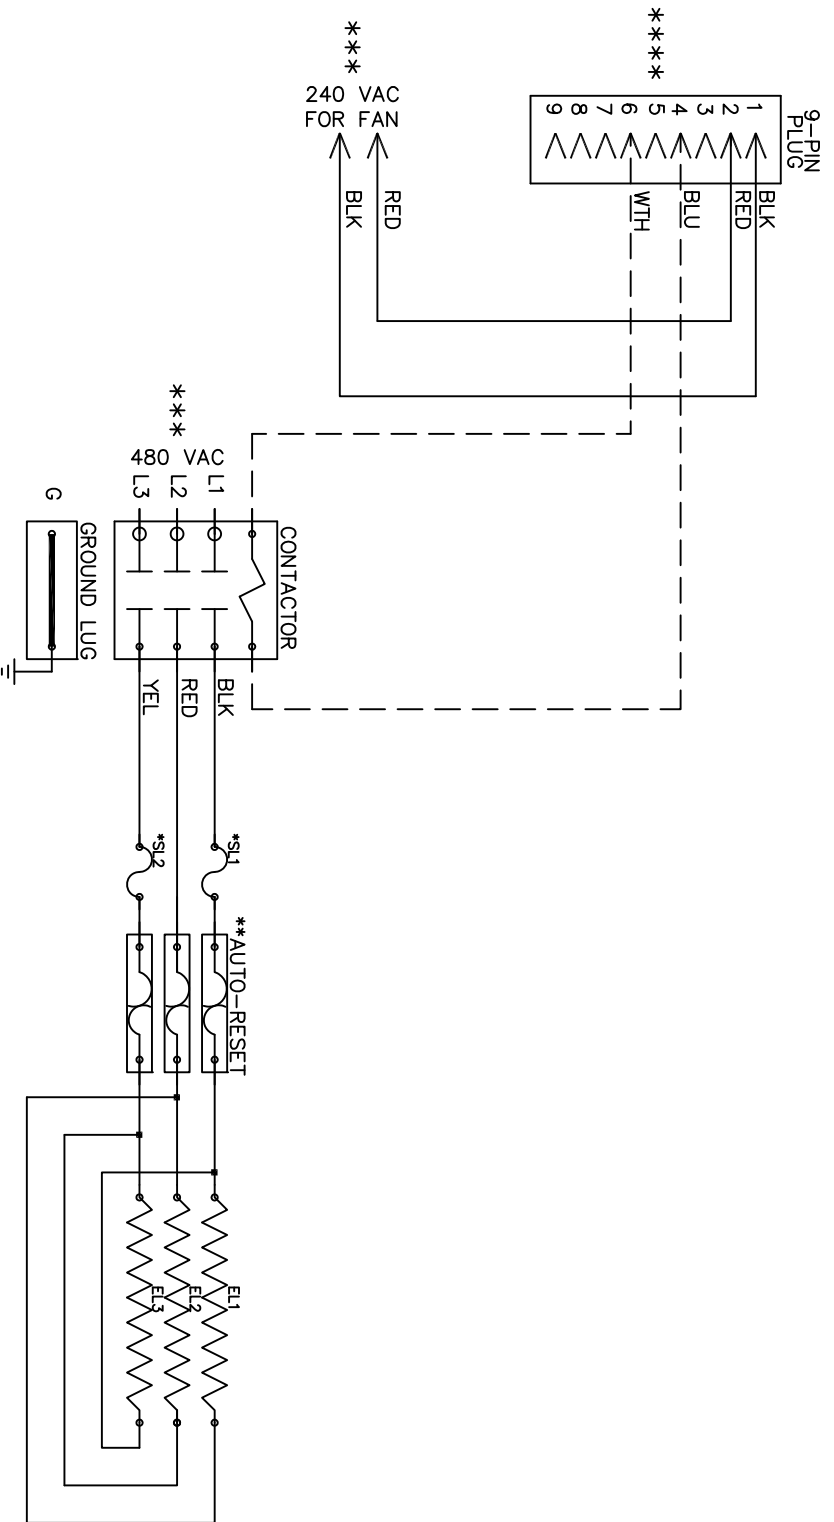 ****
9-PIN
PLUG
1
2
3
4
5
6
7
8
9
BLK
RED
BLU
WTH
***
240 VAC
FOR FAN
RED
BLK
***
480 VAC
L1
L2
L3
G
CONTACTOR
GROUND LUG
BLK
RED
YEL
*SL1
*SL2
**AUTO-RESET
EL1
EL2
EL3